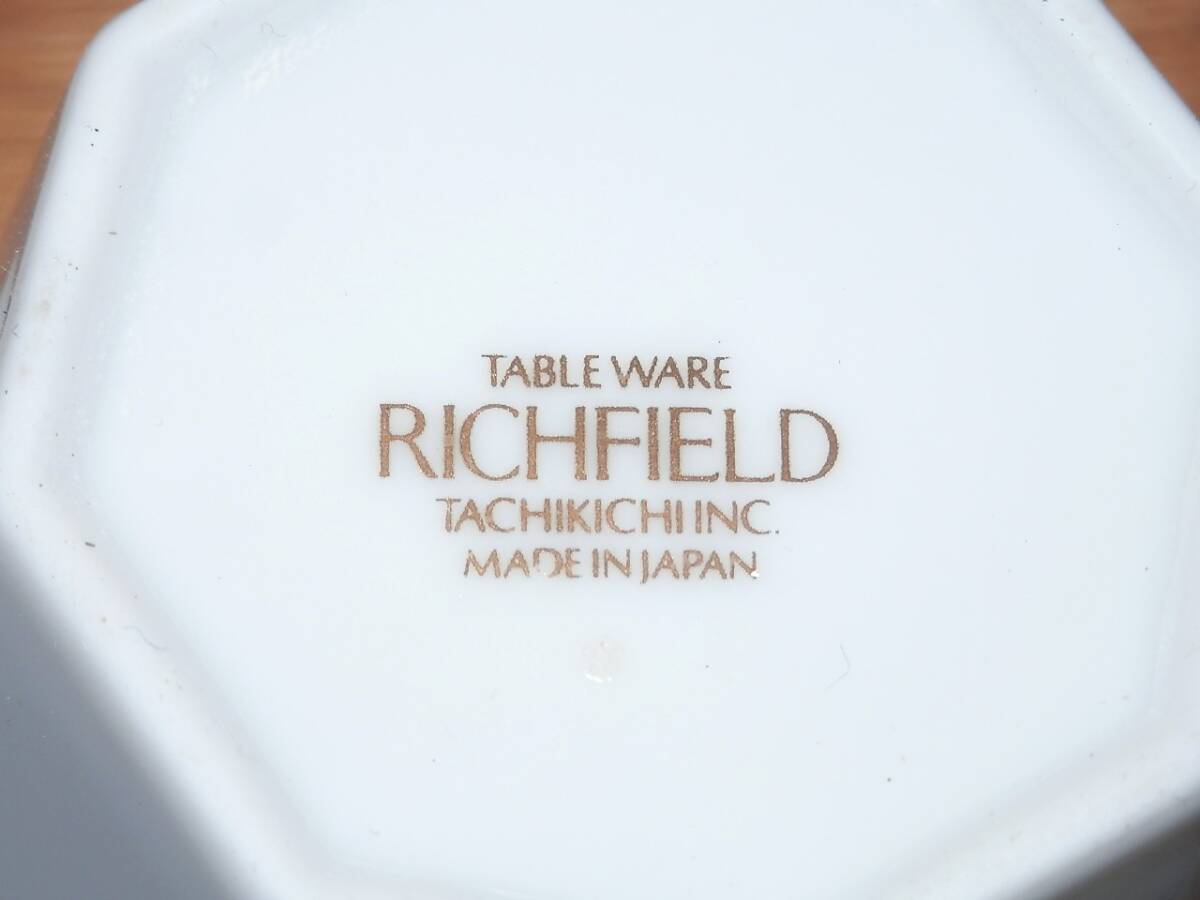 TABLE WARE
RICHFIELD
TACHIKICHI INC.
MADE IN JAPAN